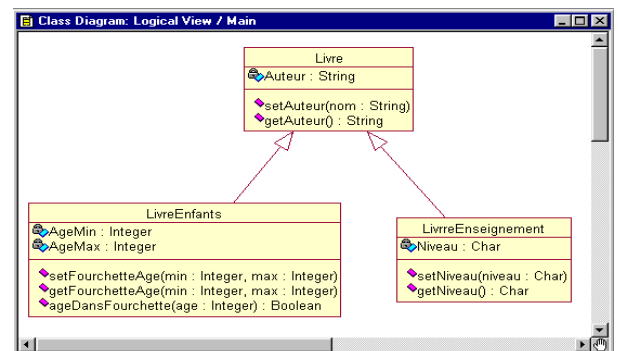 Class Diagram: Logical View / Main
Livre
Auteur : String
setAuteur(nom : String)
getAuteur() : String
LivreEnfants
AgeMin : Integer
AgeMax : Integer
setFourchetteAge(min : Integer, max : Integer)
getFourchetteAge(min : Integer, max : Integer)
ageDansFourchette(age : Integer) : Boolean
LivrreEnseignement
Niveau : Char
setNiveau(niveau : Char)
getNiveau() : Char